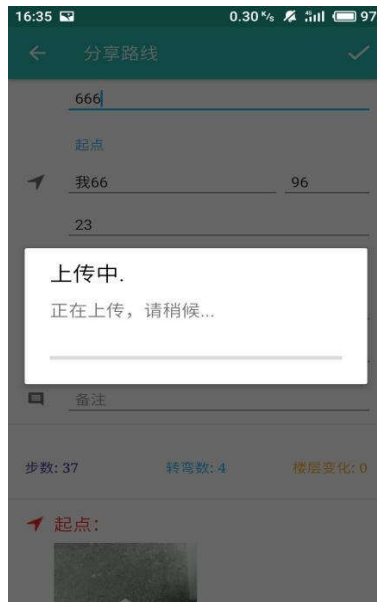 16:35 0.30 K/s 4G 97
分享路线
666
起点
我66 96
23
上传中.
正在上传，请稍候...
备注
步数: 37 转弯数: 4 楼层变化: 0
起点: